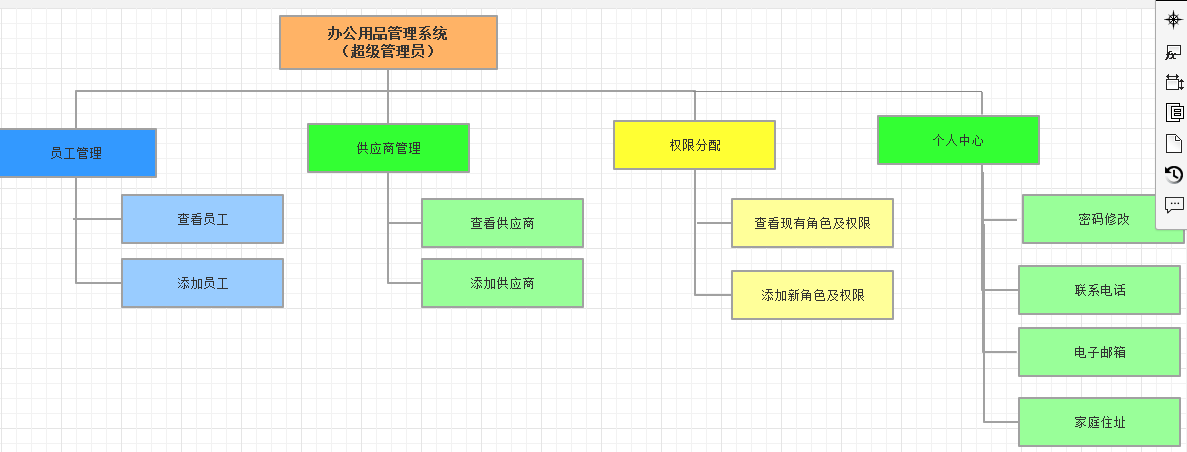 办公用品管理系统
（超级管理员）
员工管理
供应商管理
权限分配
个人中心
查看员工
查看供应商
查看现有角色及权限
密码修改
添加员工
添加供应商
添加新角色及权限
联系电话
电子邮箱
家庭住址
fx